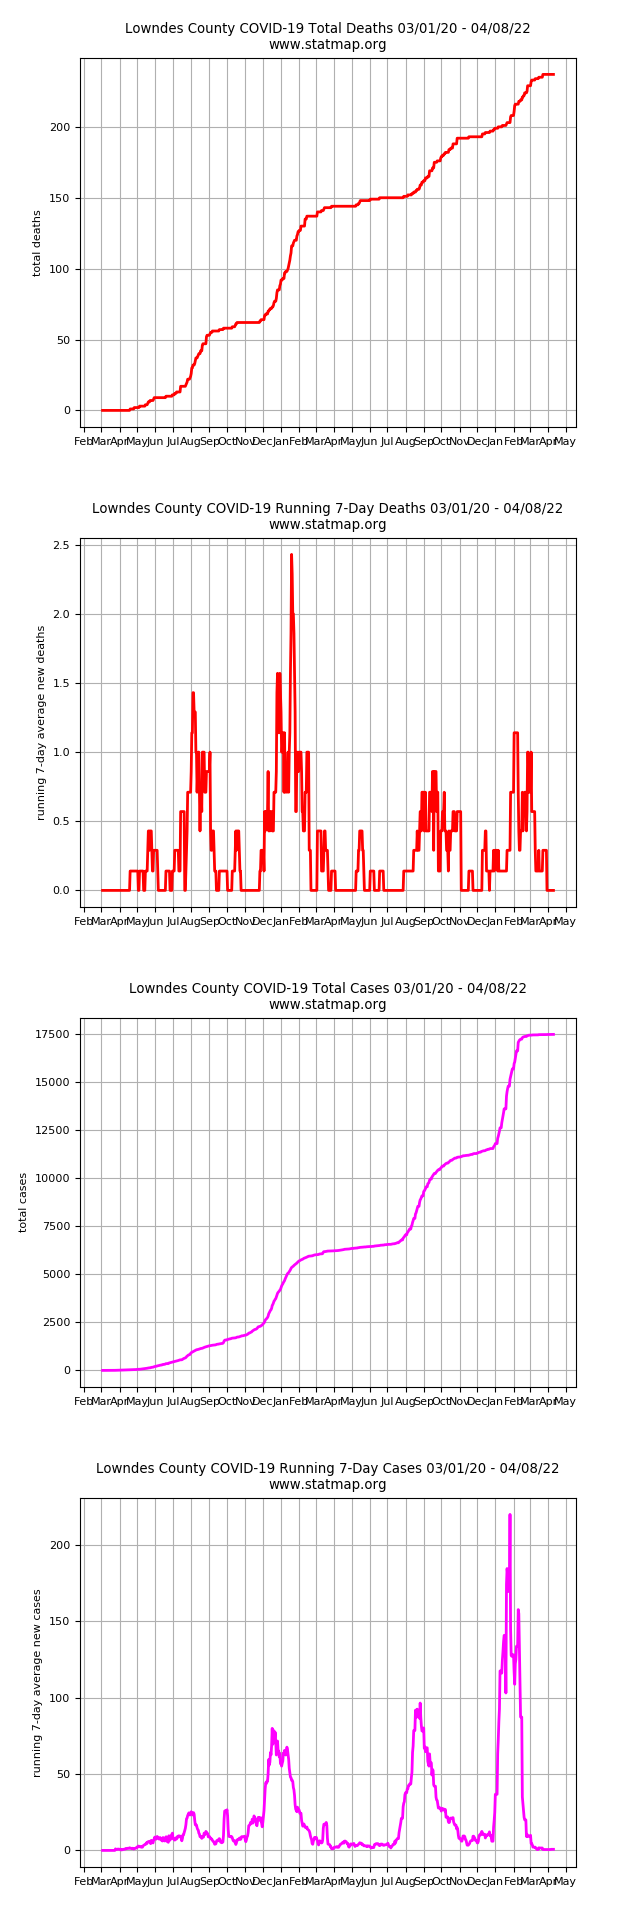 Lowndes County COVID-19 Total Deaths 03/01/20 - 04/08/22
www.statmap.org
total deaths
200
150
100
50
0
Feb Mar Apr May Jun Jul Aug Sep Oct Nov Dec Jan Feb Mar Apr May Jun Jul Aug Sep Oct Nov Dec Jan Feb Mar Apr May
Lowndes County COVID-19 Running 7-Day Deaths 03/01/20 - 04/08/22
www.statmap.org
running 7-day average new deaths
2.5
2.0
1.5
1.0
0.5
0.0
Feb Mar Apr May Jun Jul Aug Sep Oct Nov Dec Jan Feb Mar Apr May Jun Jul Aug Sep Oct Nov Dec Jan Feb Mar Apr May
Lowndes County COVID-19 Total Cases 03/01/20 - 04/08/22
www.statmap.org
total cases
17500
15000
12500
10000
7500
5000
2500
0
Feb Mar Apr May Jun Jul Aug Sep Oct Nov Dec Jan Feb Mar Apr May Jun Jul Aug Sep Oct Nov Dec Jan Feb Mar Apr May
Lowndes County COVID-19 Running 7-Day Cases 03/01/20 - 04/08/22
www.statmap.org
running 7-day average new cases
200
150
100
50
0
Feb Mar Apr May Jun Jul Aug Sep Oct Nov Dec Jan Feb Mar Apr May Jun Jul Aug Sep Oct Nov Dec Jan Feb Mar Apr May